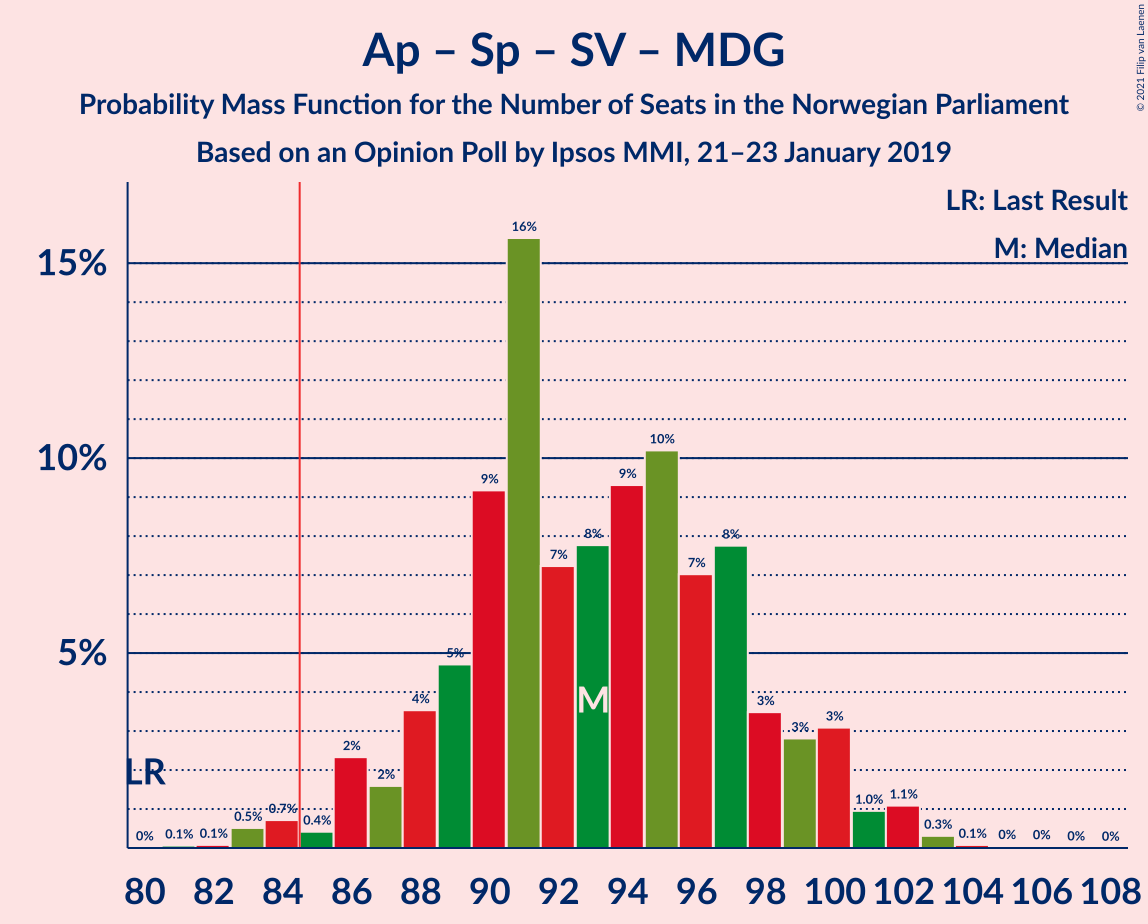 Ap – Sp – SV – MDG
Probability Mass Function for the Number of Seats in the Norwegian Parliament
Based on an Opinion Poll by Ipsos MMI, 21–23 January 2019
© 2021 Filip van Laenen
LR: Last Result
M: Median
15%
10%
5%
LR
M
0% 0.1% 0.1% 0.5% 0.7% 0.4% 2% 2% 4% 5% 9% 16% 7% 8% 9% 10% 7% 8% 3% 3% 3% 1.0% 1.1% 0.3% 0.1% 0% 0% 0% 0%
80 82 84 86 88 90 92 94 96 98 100 102 104 106 108